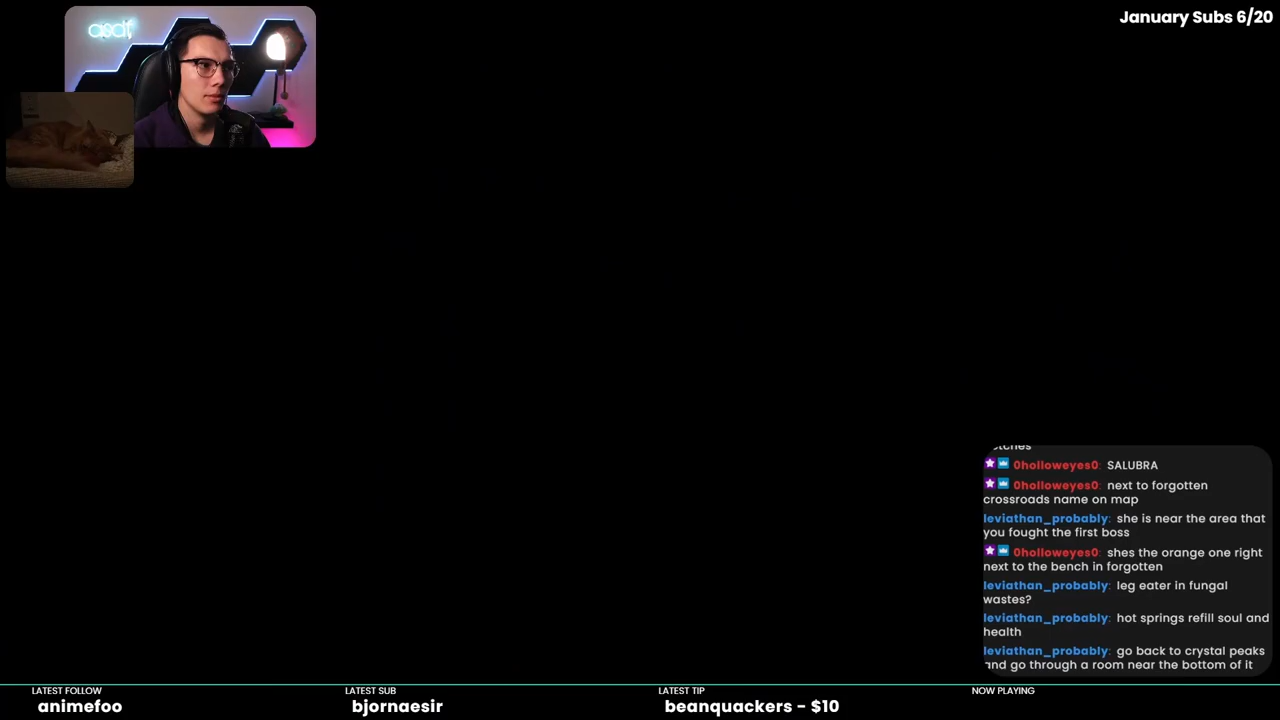 January Subs 6/20
asdf
0holloweyes0: SALUBRA
0holloweyes0: next to forgotten
crossroads name on map
leviathan_probably: she is near the area that
you fought the first boss
0holloweyes0: shes the orange one right
next to the bench in forgotten
leviathan_probably: leg eater in fungal
wastes?
leviathan_probably: hot springs refill soul and
health
leviathan_probably: go back to crystal peaks
and go through a room near the bottom of it
LATEST FOLLOW
animefoo
LATEST SUB
bjornaesir
LATEST TIP
beanquackers - $10
NOW PLAYING